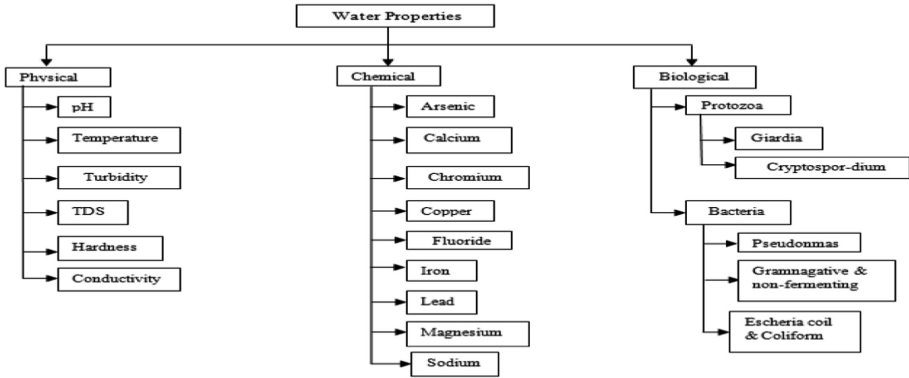 Water Properties
Physical
pH
Temperature
Turbidity
TDS
Hardness
Conductivity
Chemical
Arsenic
Calcium
Chromium
Copper
Fluoride
Iron
Lead
Magnesium
Sodium
Biological
Protozoa
Giardia
Cryptospor-dium
Bacteria
Pseudonmas
Gramnagative &
non-fermenting
Escheria coil
& Coliform